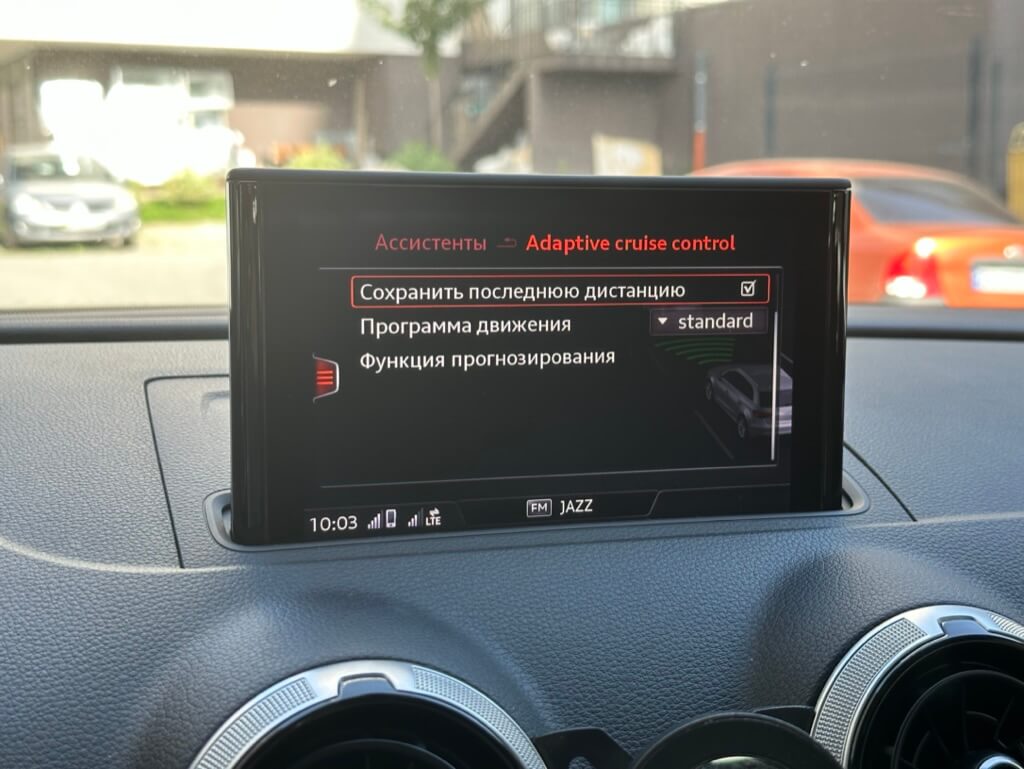 Ассистенты Adaptive cruise control
Сохранить последнюю дистанцию
Программа движения standard
Функция прогнозирования
10:03 LTE FM JAZZ